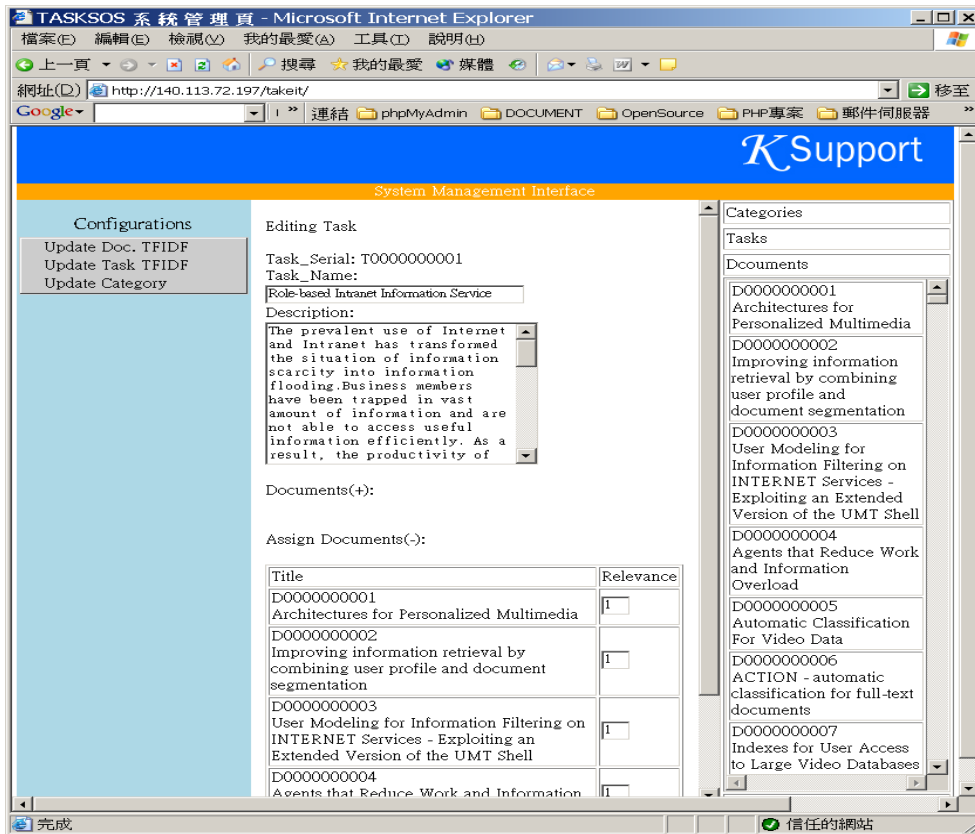 TASKSOS 系統管理頁 - Microsoft Internet Explorer
檔案(F) 編輯(E) 檢視(V) 我的最愛(A) 工具(T) 說明(H)
上一頁 搜尋 我的最愛 媒體
網址(D) http://140.113.72.197/takeit/ 移至
Google 連結 phpMyAdmin DOCUMENT OpenSource PHP專案 郵件伺服器
K Support
System Management Interface
Configurations
Update Doc. TFIDF
Update Task TFIDF
Update Category
Editing Task
Task_Serial: T0000000001
Task_Name:
Role-based Intranet Information Service
Description:
The prevalent use of Internet
and Intranet has transformed
the situation of information
scarcity into information
flooding.Business members
have been trapped in vast
amount of information and are
not able to access useful
information efficiently. As a
result, the productivity of
Documents(+):
Assign Documents(-):
Title Relevance
D0000000001
Architectures for Personalized Multimedia 1
D0000000002
Improving information retrieval by
combining user profile and document
segmentation 1
D0000000003
User Modeling for Information Filtering on
INTERNET Services - Exploiting an
Extended Version of the UMT Shell 1
D0000000004
Agents that Reduce Work and Information 1
Categories
Tasks
Dcouments
D0000000001
Architectures for
Personalized Multimedia
D0000000002
Improving information
retrieval by combining
user profile and
document segmentation
D0000000003
User Modeling for
Information Filtering on
INTERNET Services -
Exploiting an Extended
Version of the UMT Shell
D0000000004
Agents that Reduce Work
and Information
Overload
D0000000005
Automatic Classification
For Video Data
D0000000006
ACTION - automatic
classification for full-text
documents
D0000000007
Indexes for User Access
to Large Video Databases
完成 信任的網站